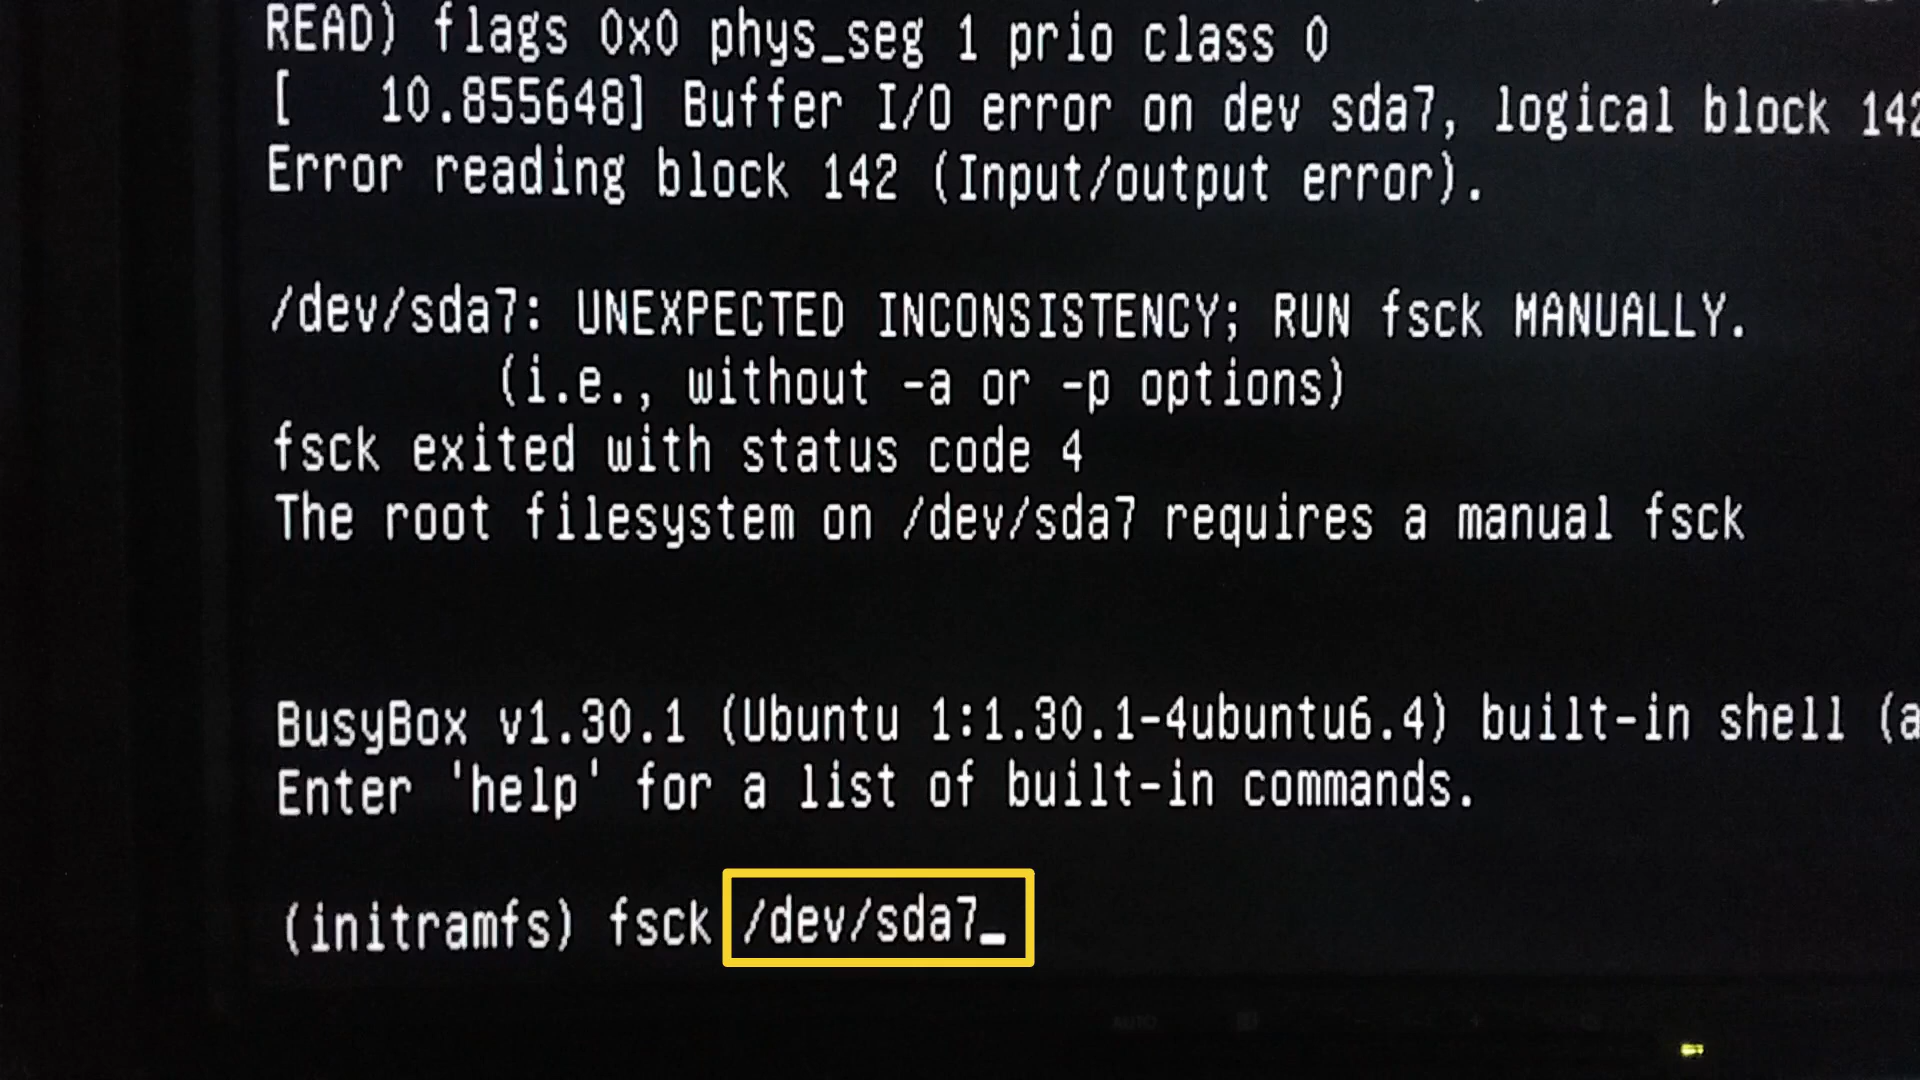 READ) flags 0x0 phys_seg 1 prio class 0
[   10.855648] Buffer I/O error on dev sda7, logical block 142
Error reading block 142 (Input/output error).
/dev/sda7: UNEXPECTED INCONSISTENCY; RUN fsck MANUALLY.
(i.e., without -a or -p options)
fsck exited with status code 4
The root filesystem on /dev/sda7 requires a manual fsck
BusyBox v1.30.1 (Ubuntu 1:1.30.1-4ubuntu6.4) built-in shell (a
Enter 'help' for a list of built-in commands.
(initramfs) fsck /dev/sda7_
AUTO